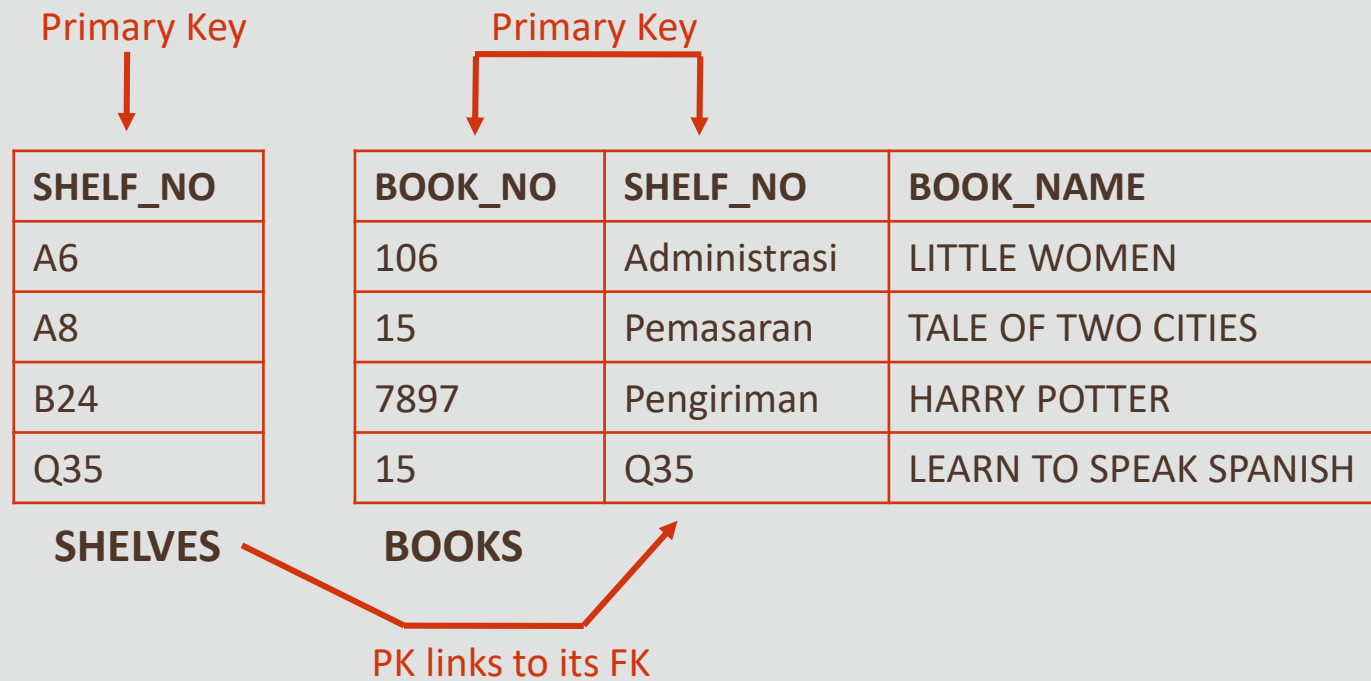 Primary Key Primary Key
SHELF_NO BOOK_NO SHELF_NO BOOK_NAME
A6 106 Administrasi LITTLE WOMEN
A8 15 Pemasaran TALE OF TWO CITIES
B24 7897 Pengiriman HARRY POTTER
Q35 15 Q35 LEARN TO SPEAK SPANISH
SHELVES BOOKS
PK links to its FK